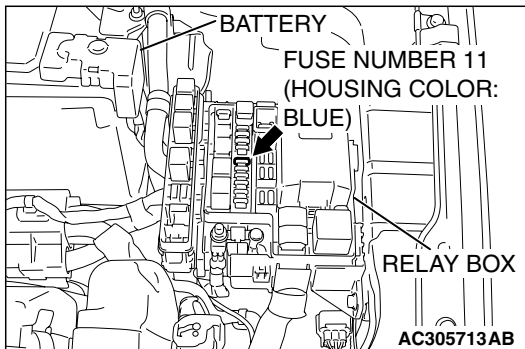 BATTERY
FUSE NUMBER 11
(HOUSING COLOR:
BLUE)
RELAY BOX
AC305713AB